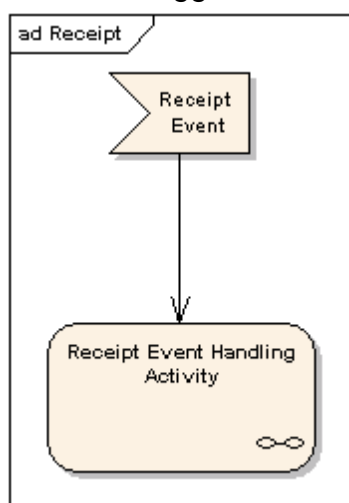 ad Receipt
Receipt
Event
Receipt Event Handling
Activity